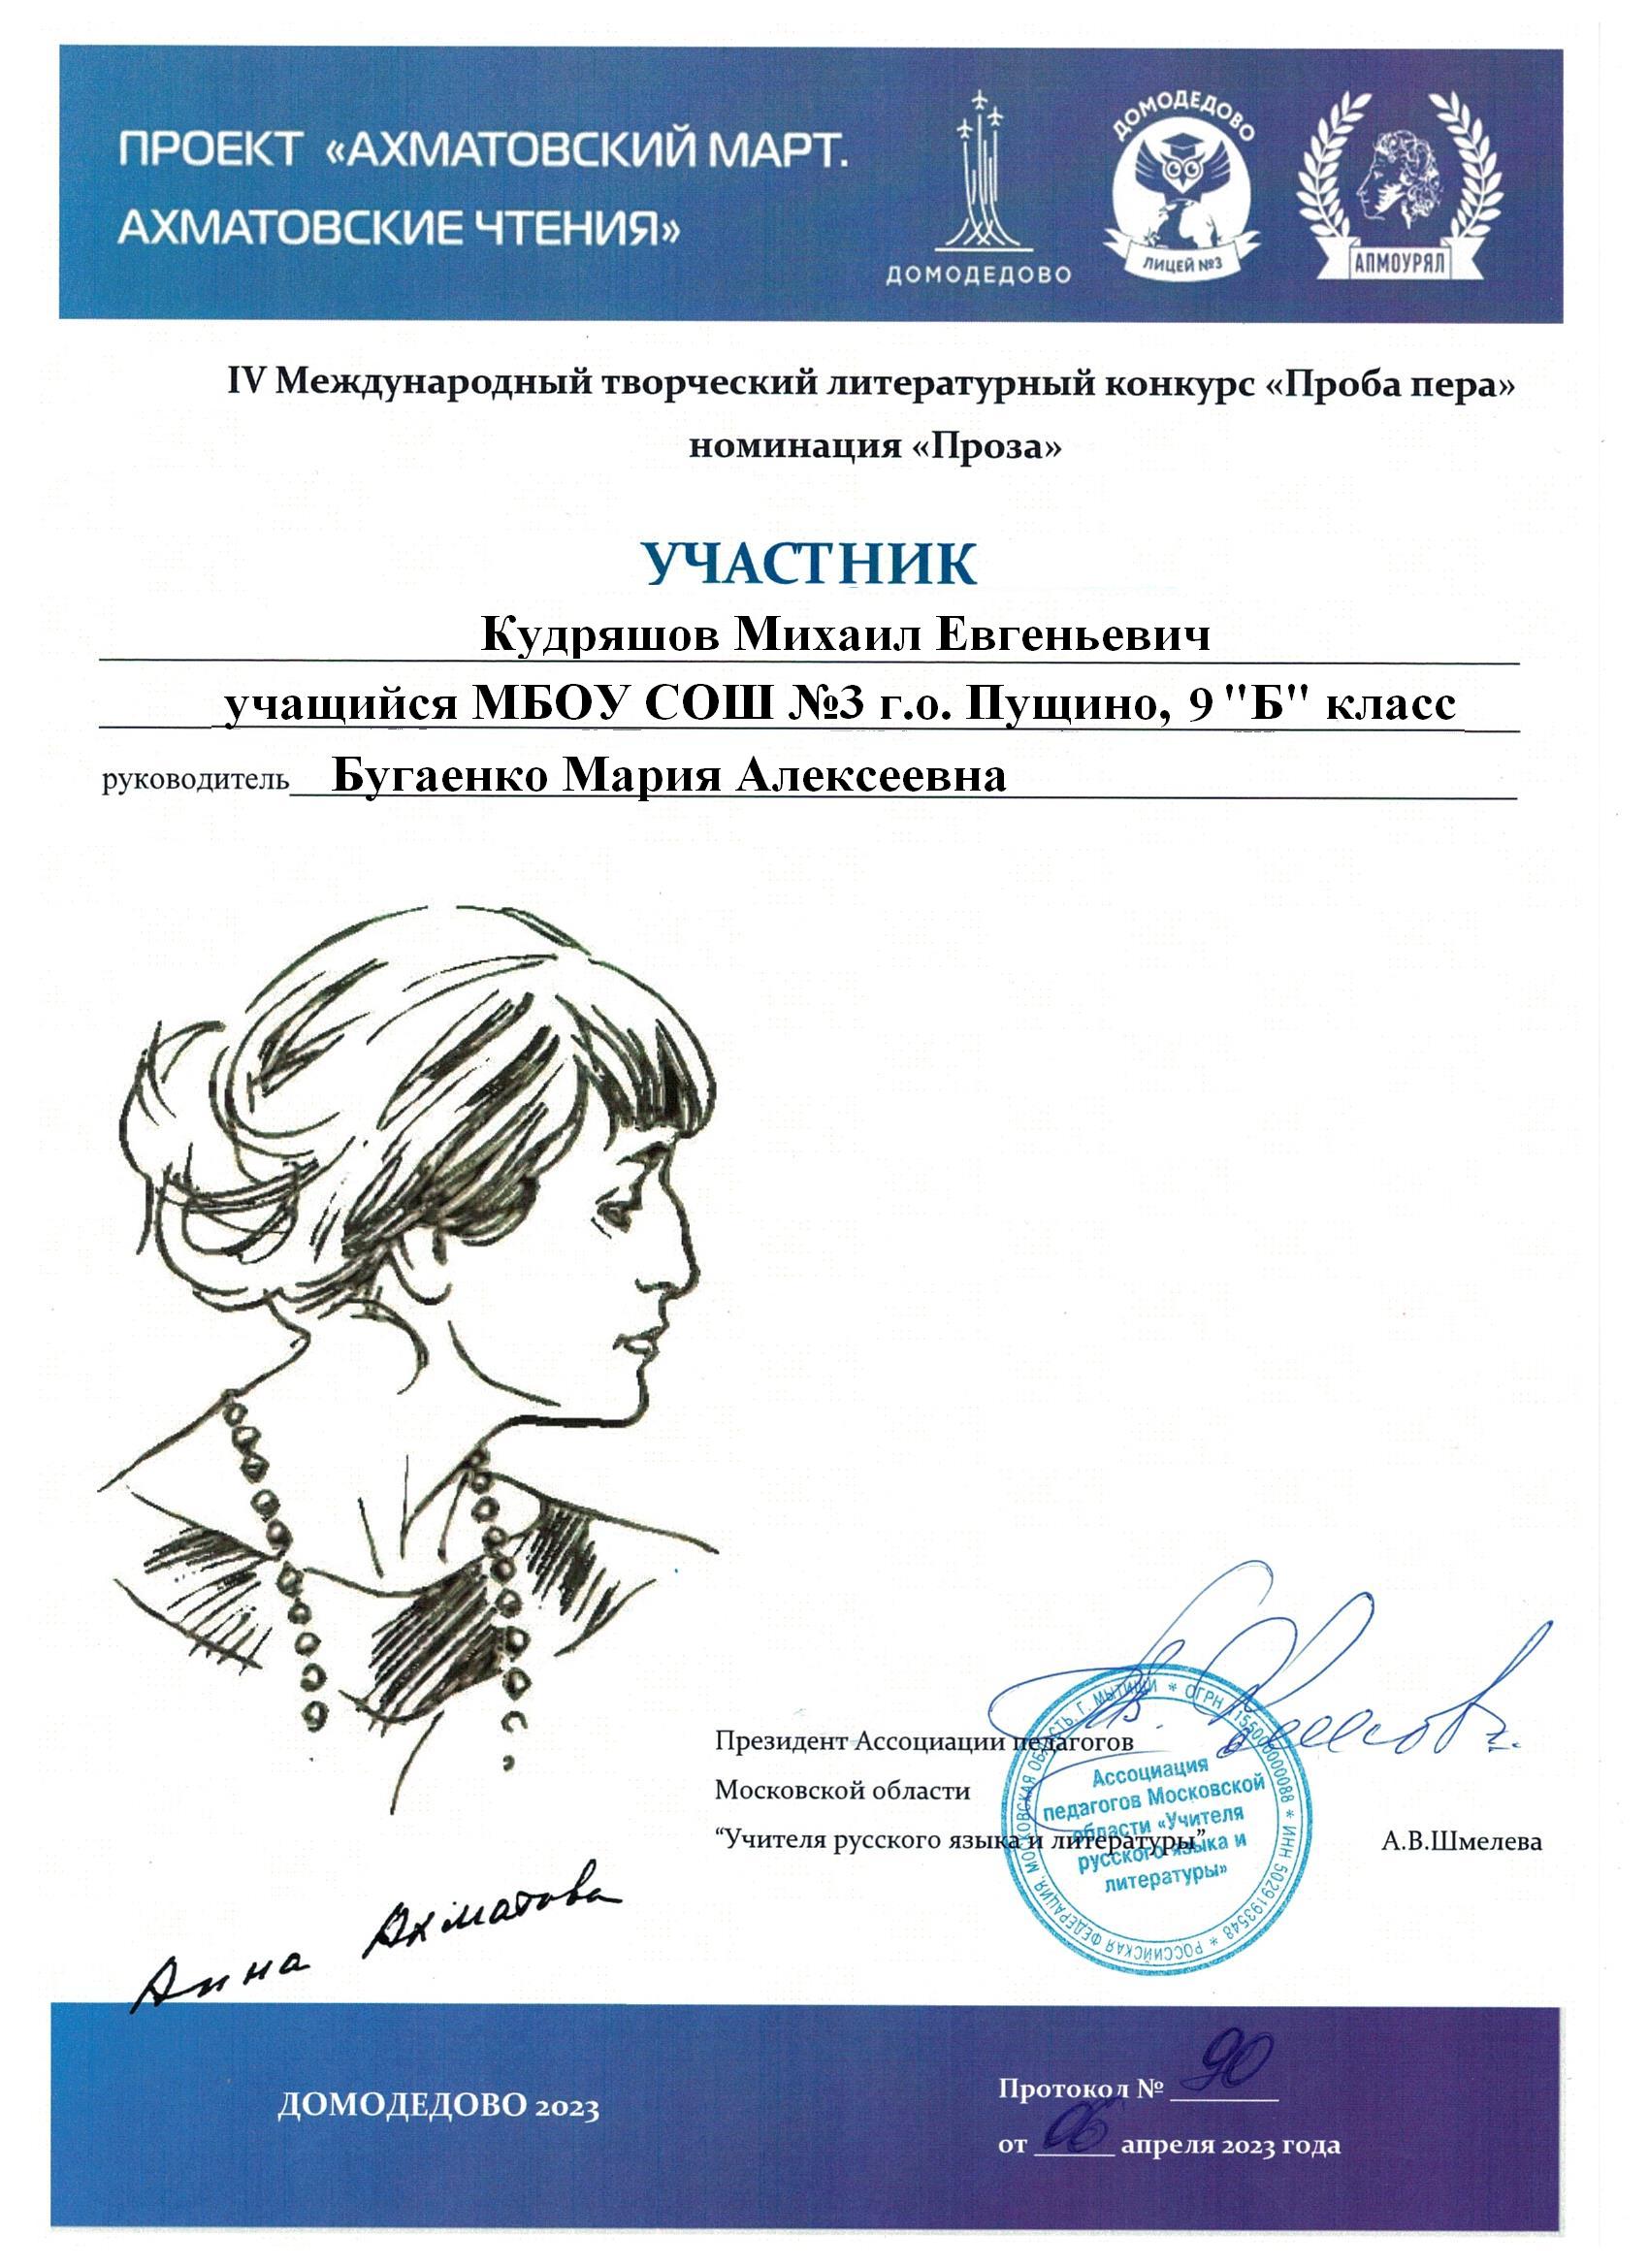 ПРОЕКТ «АХМАТОВСКИЙ МАРТ.
АХМАТОВСКИЕ ЧТЕНИЯ»
ДОМОДЕДОВО
ДОМОДЕДОВО
ЛИЦЕЙ №3
АПМОУРЯЛ
IV Международный творческий литературный конкурс «Проба пера»
номинация «Проза»
УЧАСТНИК
Кудряшов Михаил Евгеньевич
учащийся МБОУ СОШ №3 г.о. Пущино, 9 "Б" класс
руководитель Бугаенко Мария Алексеевна
Президент Ассоциации педагогов
Московской области
“Учителя русского языка и литературы” А.В.Шмелева
РОССИЙСКАЯ ФЕДЕРАЦИЯ, МОСКОВСКАЯ ОБЛАСТЬ, Г. МЫТИЩИ * ОГРН 1155000000088 * ИНН 5029193548 *
Ассоциация
педагогов Московской
области «Учителя
русского языка и
литературы»
Анна Ахматова
ДОМОДЕДОВО 2023
Протокол № 90
от 06 апреля 2023 года